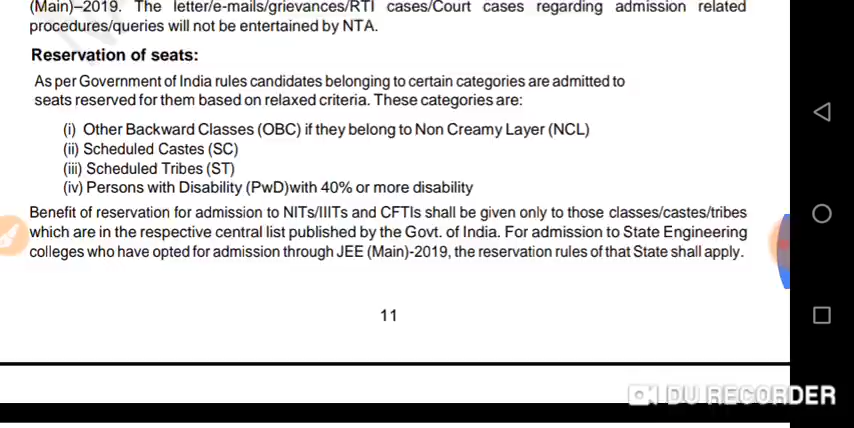 (Main)–2019. The letter/e-mails/grievances/RTI cases/Court cases regarding admission related
procedures/queries will not be entertained by NTA.
Reservation of seats:
As per Government of India rules candidates belonging to certain categories are admitted to
seats reserved for them based on relaxed criteria. These categories are:
(i) Other Backward Classes (OBC) if they belong to Non Creamy Layer (NCL)
(ii) Scheduled Castes (SC)
(iii) Scheduled Tribes (ST)
(iv) Persons with Disability (PwD)with 40% or more disability
Benefit of reservation for admission to NITs/IIITs and CFTIs shall be given only to those classes/castes/tribes
which are in the respective central list published by the Govt. of India. For admission to State Engineering
colleges who have opted for admission through JEE (Main)-2019, the reservation rules of that State shall apply.
11
DU RECORDER